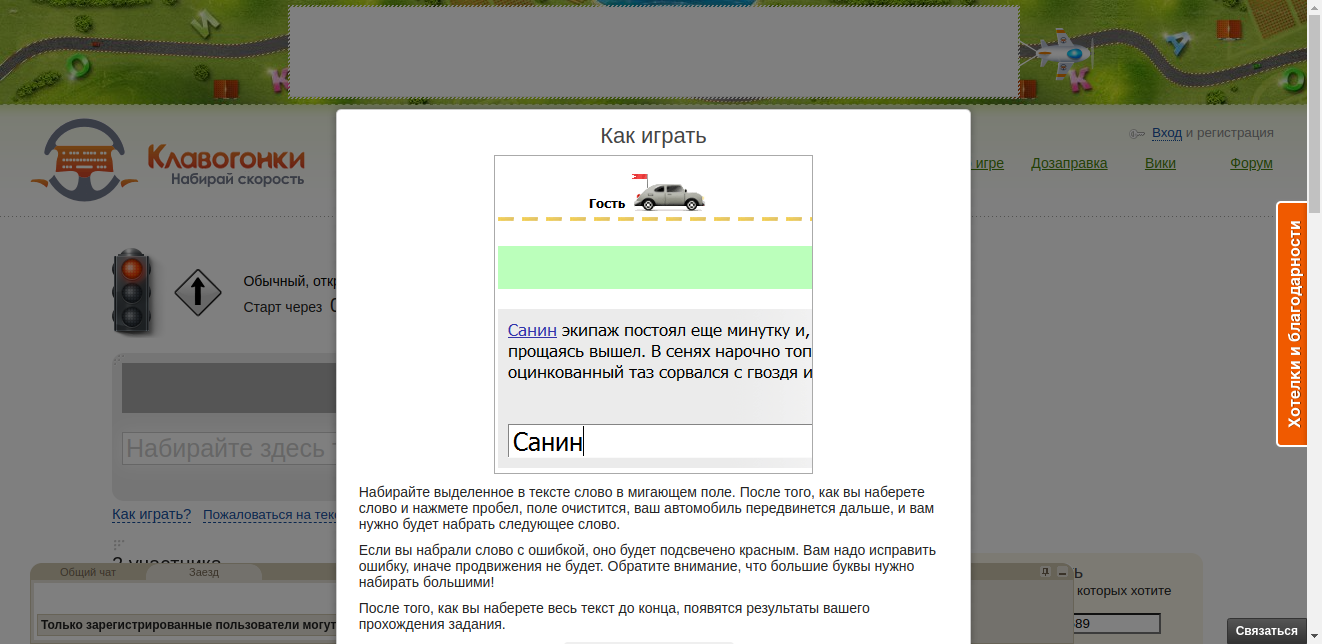 Как играть
Клавогонки
Набирай скорость
Вход и регистрация
игре Дозаправка Вики Форум
Гость
Обычный,
Старт через
Санин экипаж постоял еще минутку и,
прощаясь вышел. В сенях нарочно топ
оцинкованный таз сорвался с гвоздя и
Набирайте здесь
Санин
Хотелки и благодарности
Набирайте выделенное в тексте слово в мигающем поле. После того, как вы наберете
слово и нажмете пробел, поле очистится, ваш автомобиль передвинется дальше, и вам
нужно будет набрать следующее слово.
Как играть? Пожаловаться на
Если вы набрали слово с ошибкой, оно будет подсвечено красным. Вам надо исправить
ошибку, иначе продвижения не будет. Обратите внимание, что большие буквы нужно
набирать большими!
Общий чат Заезд
которых хотите
После того, как вы наберете весь текст до конца, появятся результаты вашего
прохождения задания.
Только зарегистрированные пользователи могут
89
Связаться